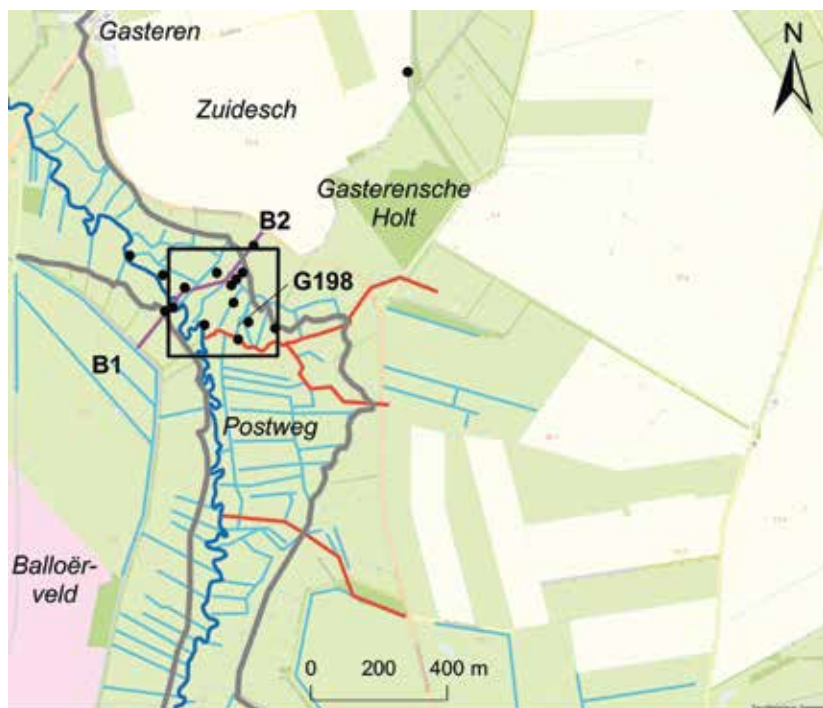 Gasteren
N
Zuidesch
Gasterensche
Holt
B2
G198
B1
Postweg
Balloër-
veld
0 200 400 m